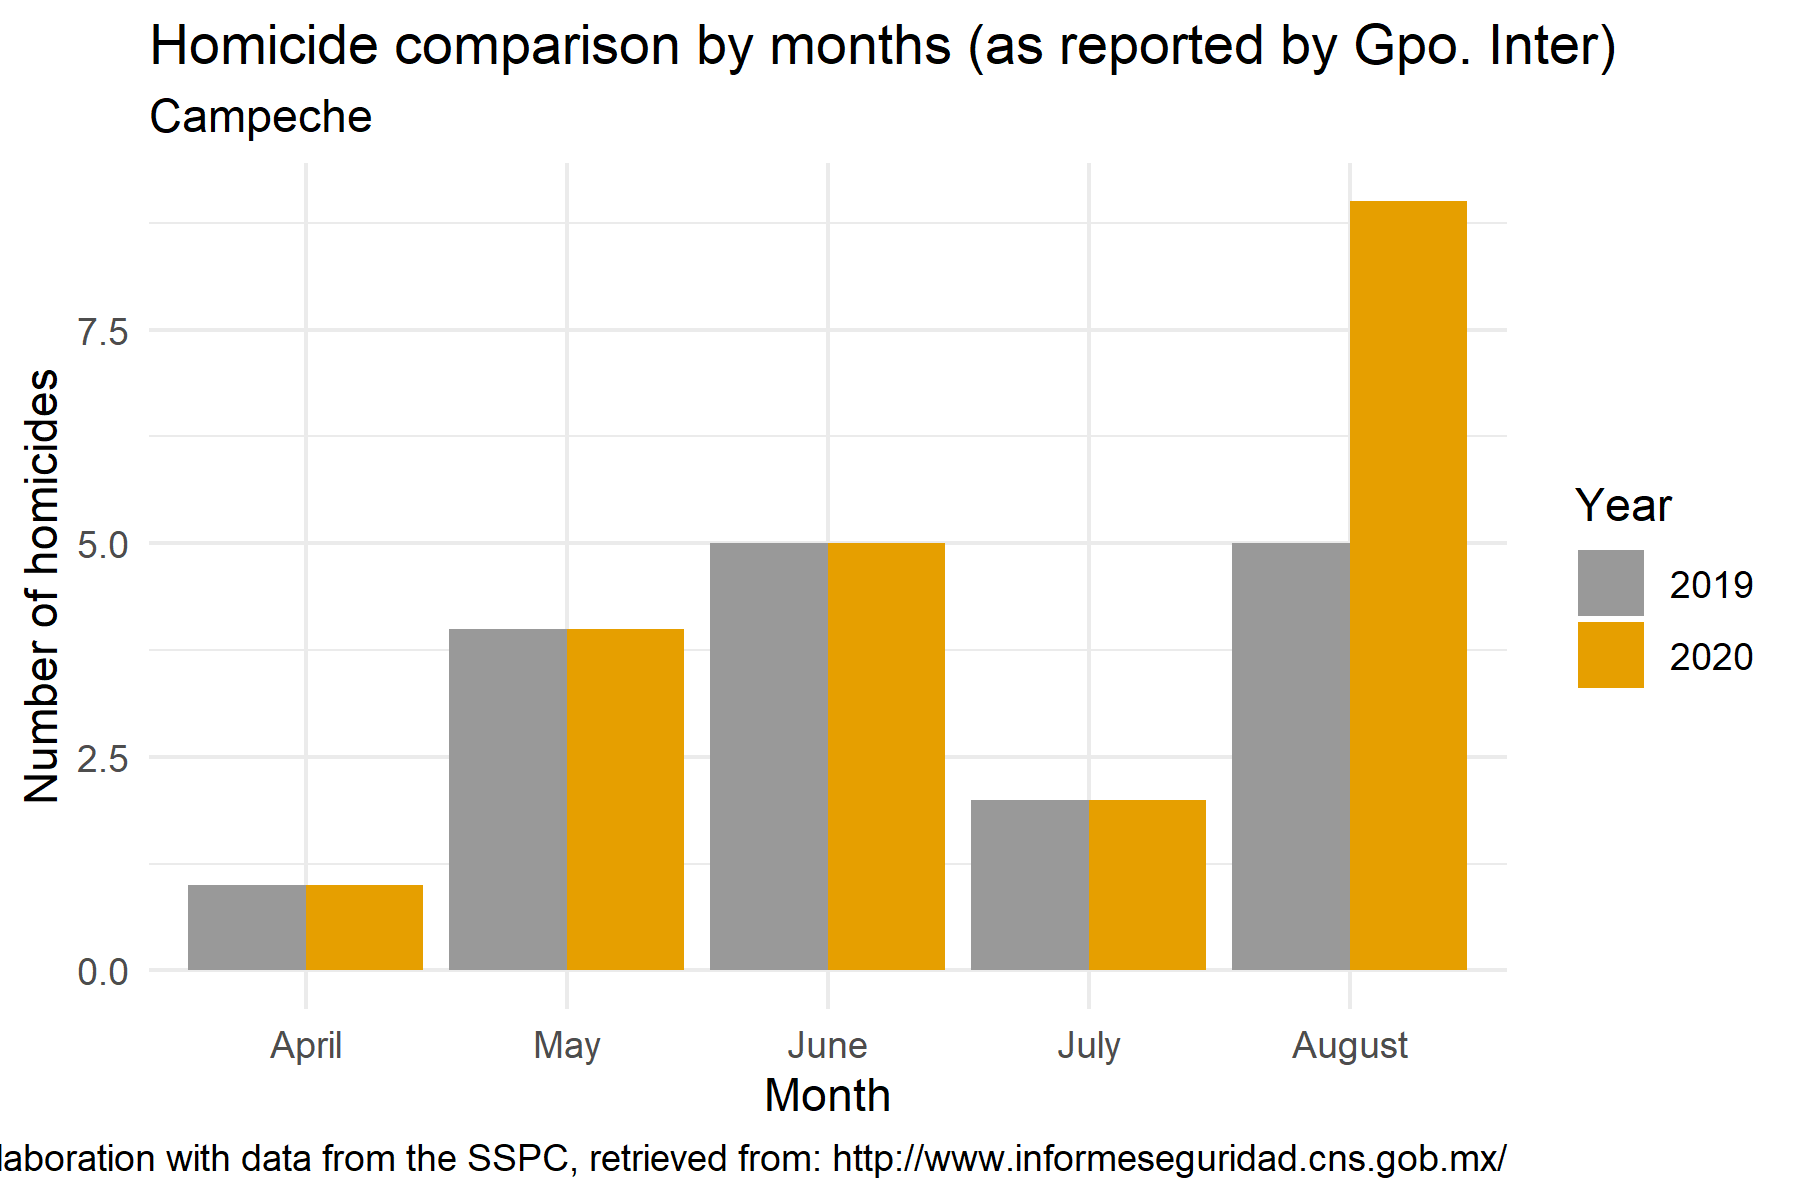 Homicide comparison by months (as reported by Gpo. Inter)
Campeche
Number of homicides
7.5
5.0
2.5
0.0
April May June July August
Month
Year
2019
2020
laboration with data from the SSPC, retrieved from: http://www.informeseguridad.cns.gob.mx/